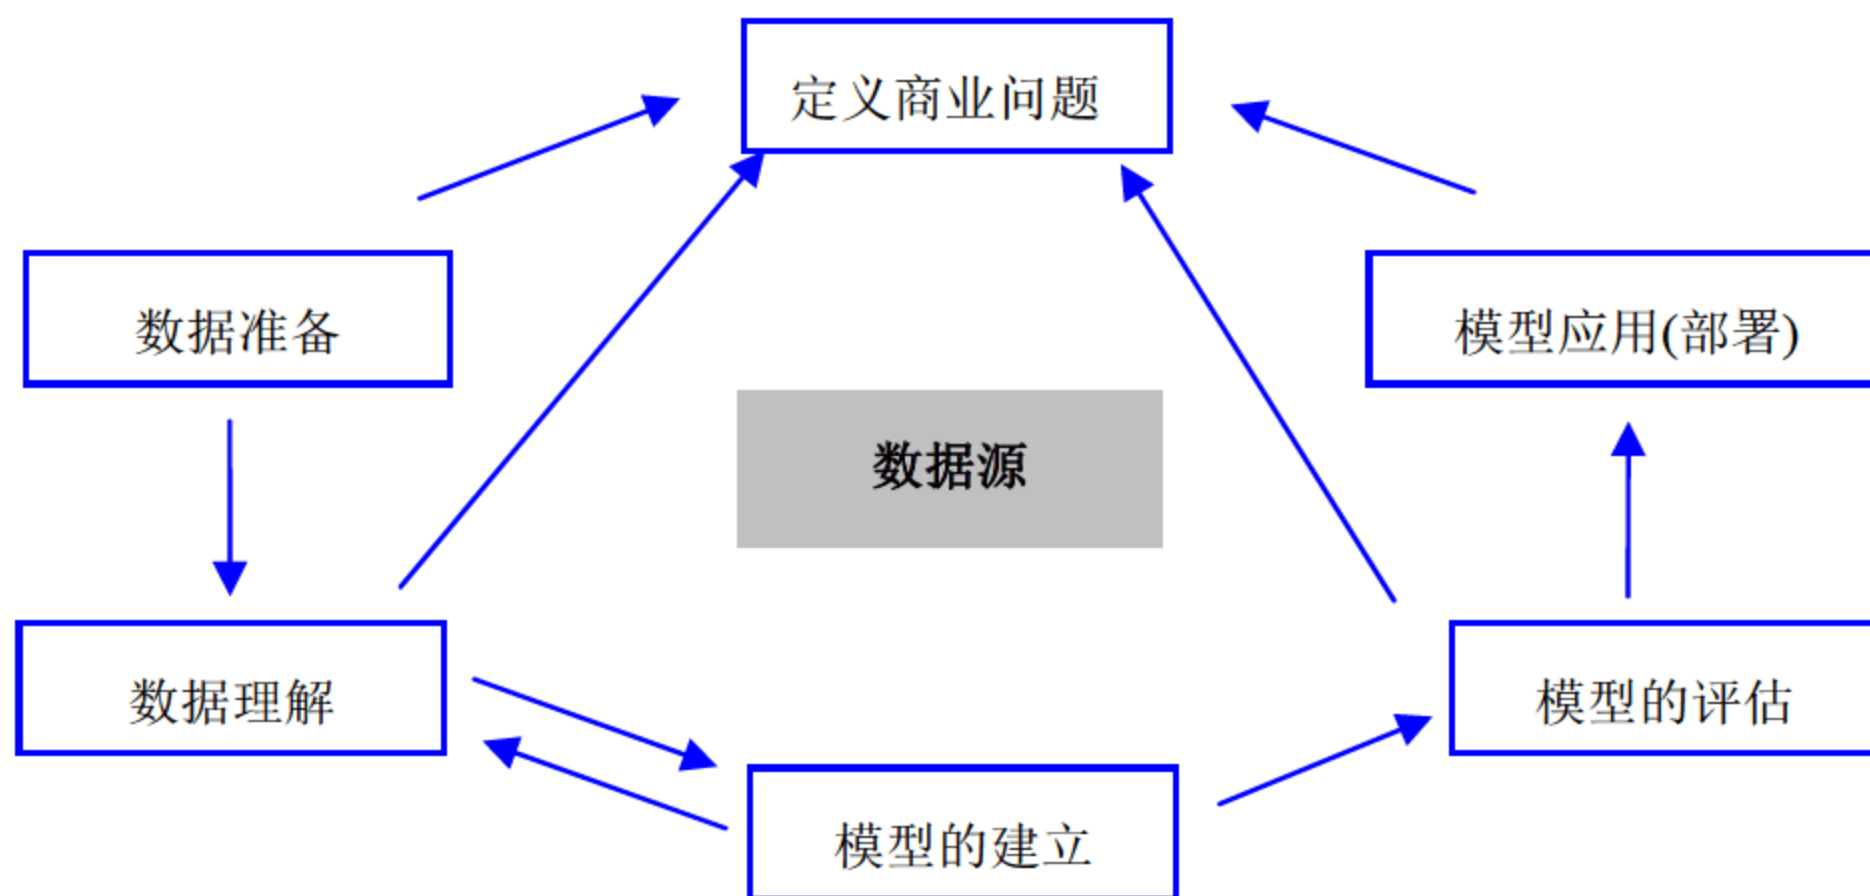 定义商业问题
数据准备
模型应用(部署)
数据源
数据理解
模型的评估
模型的建立